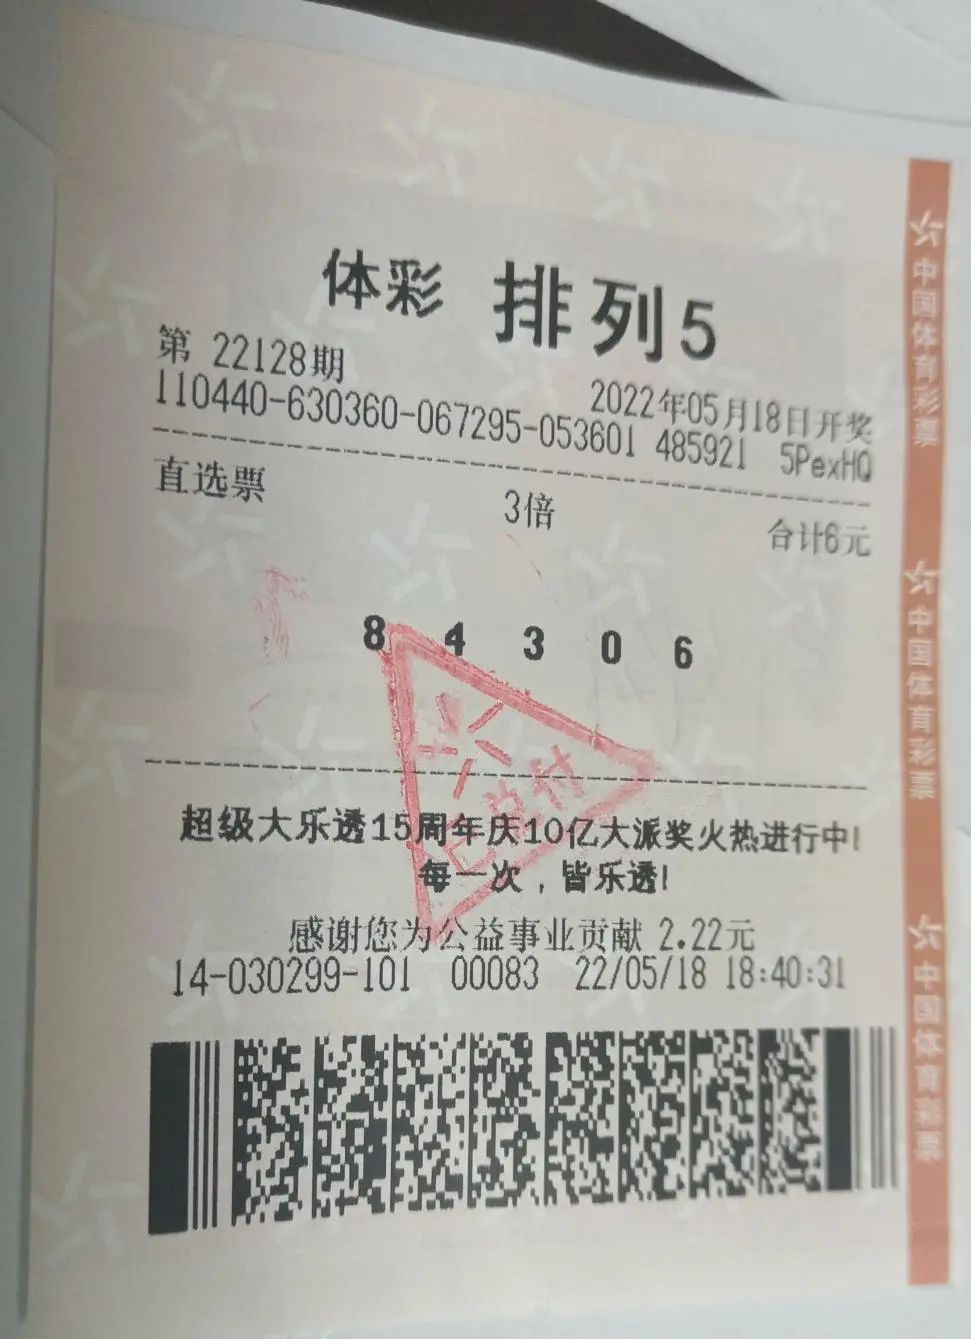 体彩 排列5
第 22128期
2022年05月18日开奖
110440-630360-067295-053601 485921 5PexHQ
直选票 3倍 合计6元
8 4 3 0 6
已兑付
超级大乐透15周年庆10亿大派奖火热进行中!
每一次，皆乐透!
感谢您为公益事业贡献 2.22元
14-030299-101 00083 22/05/18 18:40:31
中国体育彩票
中国体育彩票
中国体育彩票